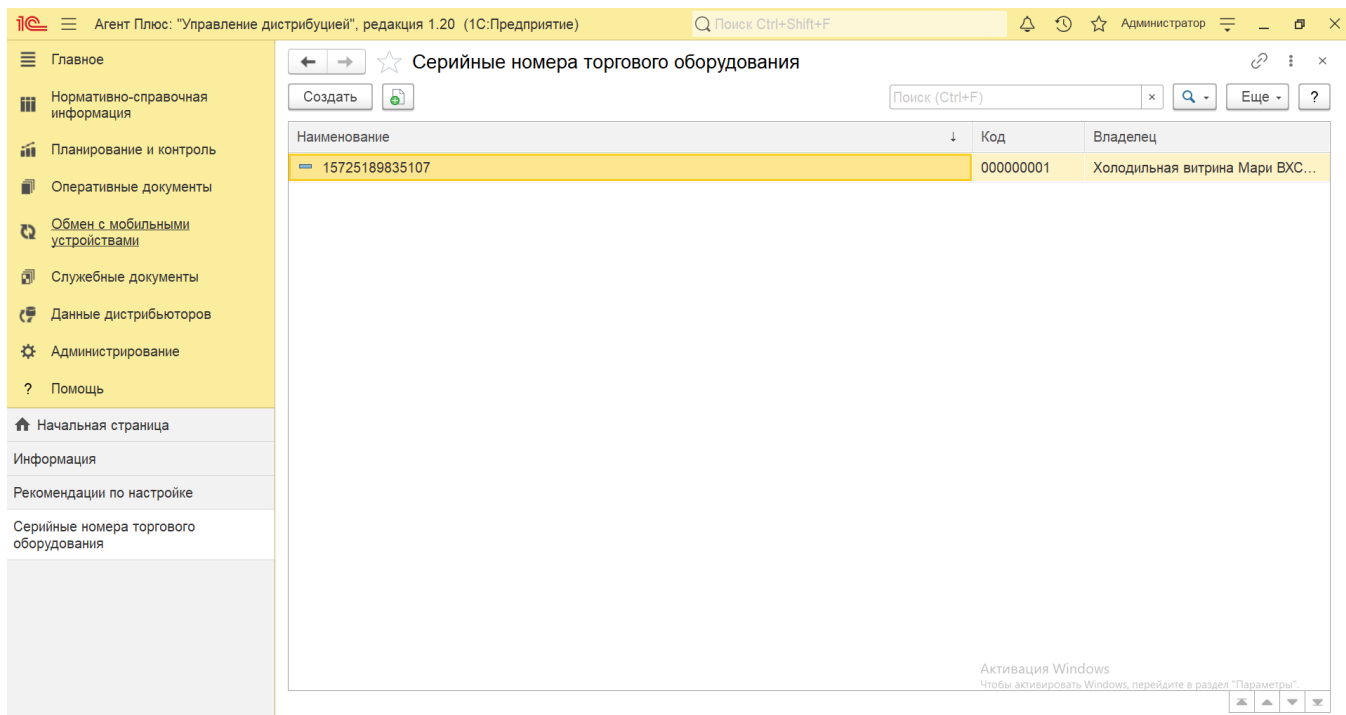 1С Агент Плюс: "Управление дистрибуцией", редакция 1.20 (1С:Предприятие) Поиск Ctrl+Shift+F Администратор
Главное
Нормативно-справочная
информация
Планирование и контроль
Оперативные документы
Обмен с мобильными
устройствами
Служебные документы
Данные дистрибьюторов
Администрирование
? Помощь
Начальная страница
Информация
Рекомендации по настройке
Серийные номера торгового
оборудования
Серийные номера торгового оборудования
Создать Поиск (Ctrl+F) × Еще ?
Наименование ↓ Код Владелец
15725189835107 000000001 Холодильная витрина Мари ВХС...
Активация Windows
Чтобы активировать Windows, перейдите в раздел "Параметры".